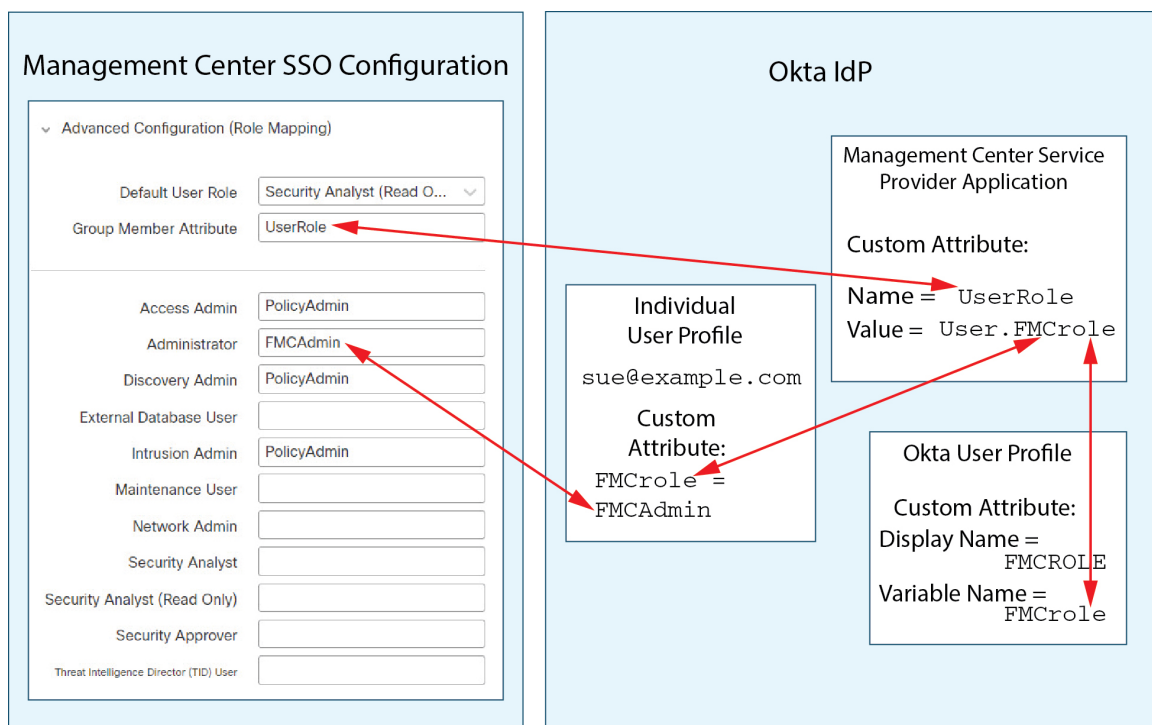 Management Center SSO Configuration
Advanced Configuration (Role Mapping)
Default User Role Security Analyst (Read O...
Group Member Attribute UserRole
Access Admin PolicyAdmin
Administrator FMCAdmin
Discovery Admin PolicyAdmin
External Database User
Intrusion Admin PolicyAdmin
Maintenance User
Network Admin
Security Analyst
Security Analyst (Read Only)
Security Approver
Threat Intelligence Director (TID) User
Okta IdP
Individual
User Profile
sue@example.com
Custom
Attribute:
FMCrole =
FMCAdmin
Management Center Service
Provider Application
Custom Attribute:
Name = UserRole
Value = User.FMCrole
Okta User Profile
Custom Attribute:
Display Name =
FMCROLE
Variable Name =
FMCrole